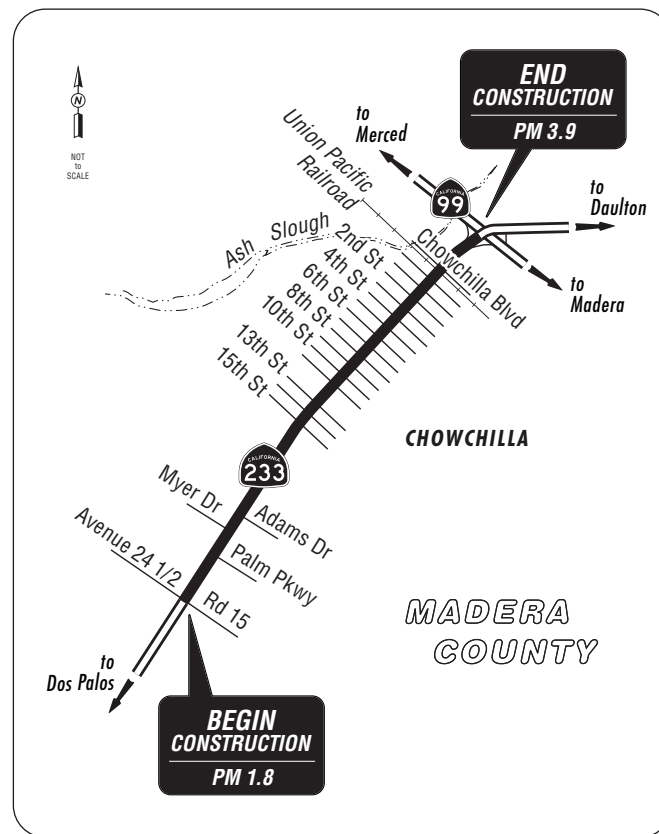 END
CONSTRUCTION
PM 3.9
N
NOT
to
SCALE
to
Merced
Union Pacific
Railroad
CALIFORNIA
99
to
Daulton
Ash Slough
Chowchilla Blvd
to
Madera
2nd St
4th St
6th St
8th St
10th St
13th St
15th St
CHOWCHILLA
CALIFORNIA
233
Myer Dr
Adams Dr
Avenue 24 1/2
Palm Pkwy
Rd 15
MADERA
COUNTY
to
Dos Palos
BEGIN
CONSTRUCTION
PM 1.8